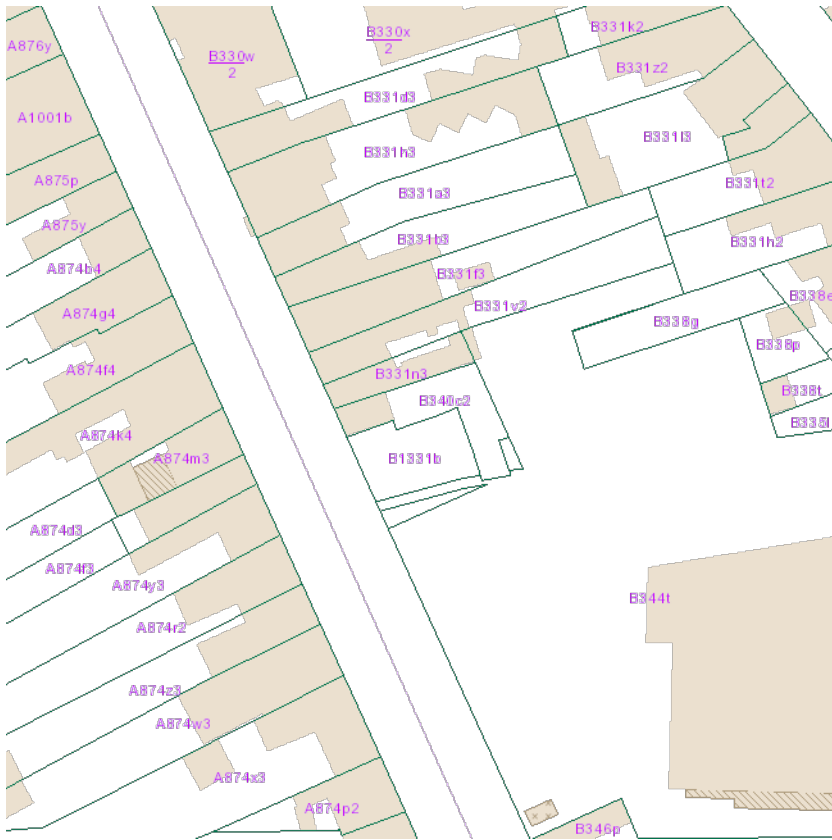 B331k2
B330x
2
A876y
B330w
2
B331z2
B331d3
A1001b
B331l3
B331h3
A875p
B331t2
B331a3
A875y
B331b3
B331h2
A874b4
B331f3
B338e
B331v2
A874g4
B338g
B338p
A874f4
B331n3
B338t
B340c2
B335l
A874k4
A874m3
B1331b
A874d3
A874f3
A874y3
B344t
A874r2
A874z3
A874w3
A874x3
A874p2
B346p